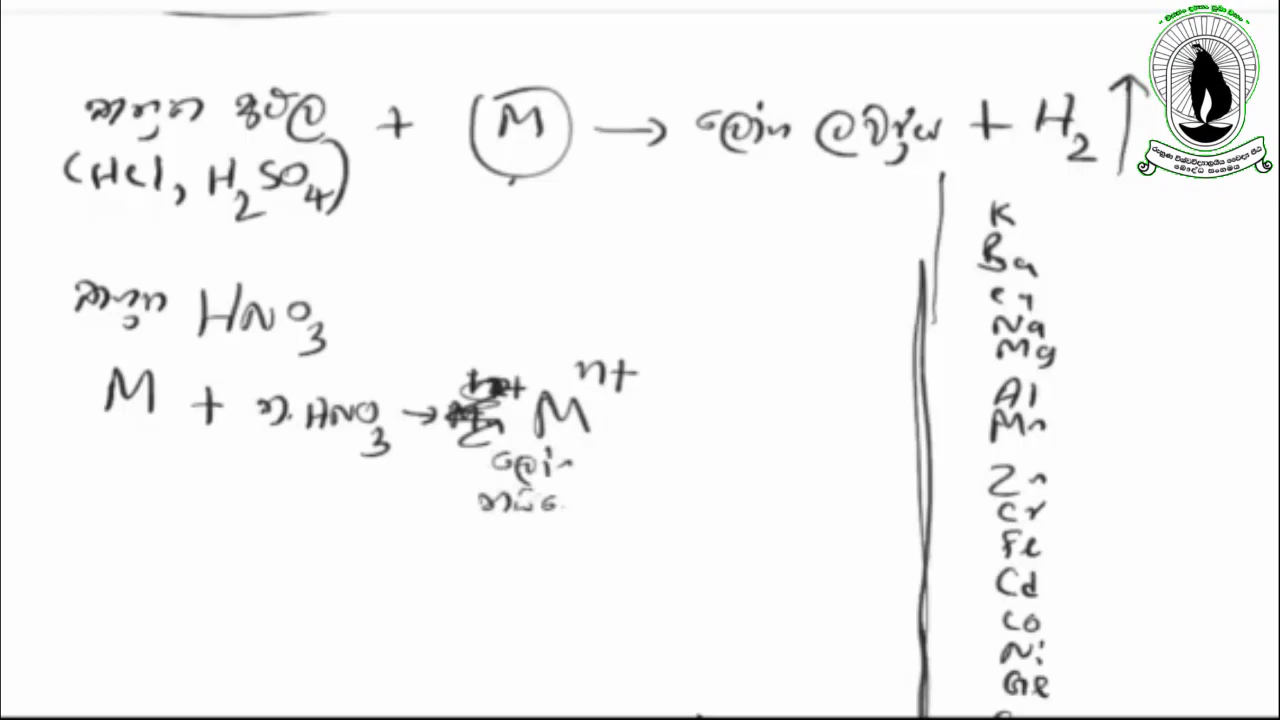 තනුක අම්ල + M → ලෝහ ලවණය + H₂ ↑
(HCl, H₂SO₄)
තනුක HNO₃
M + ත. HNO₃ → Mⁿ⁺
ලෝහ
K
Ba
Ca
Na
Mg
Al
Mn
Zn
Cr
Fe
Cd
Co
Ni